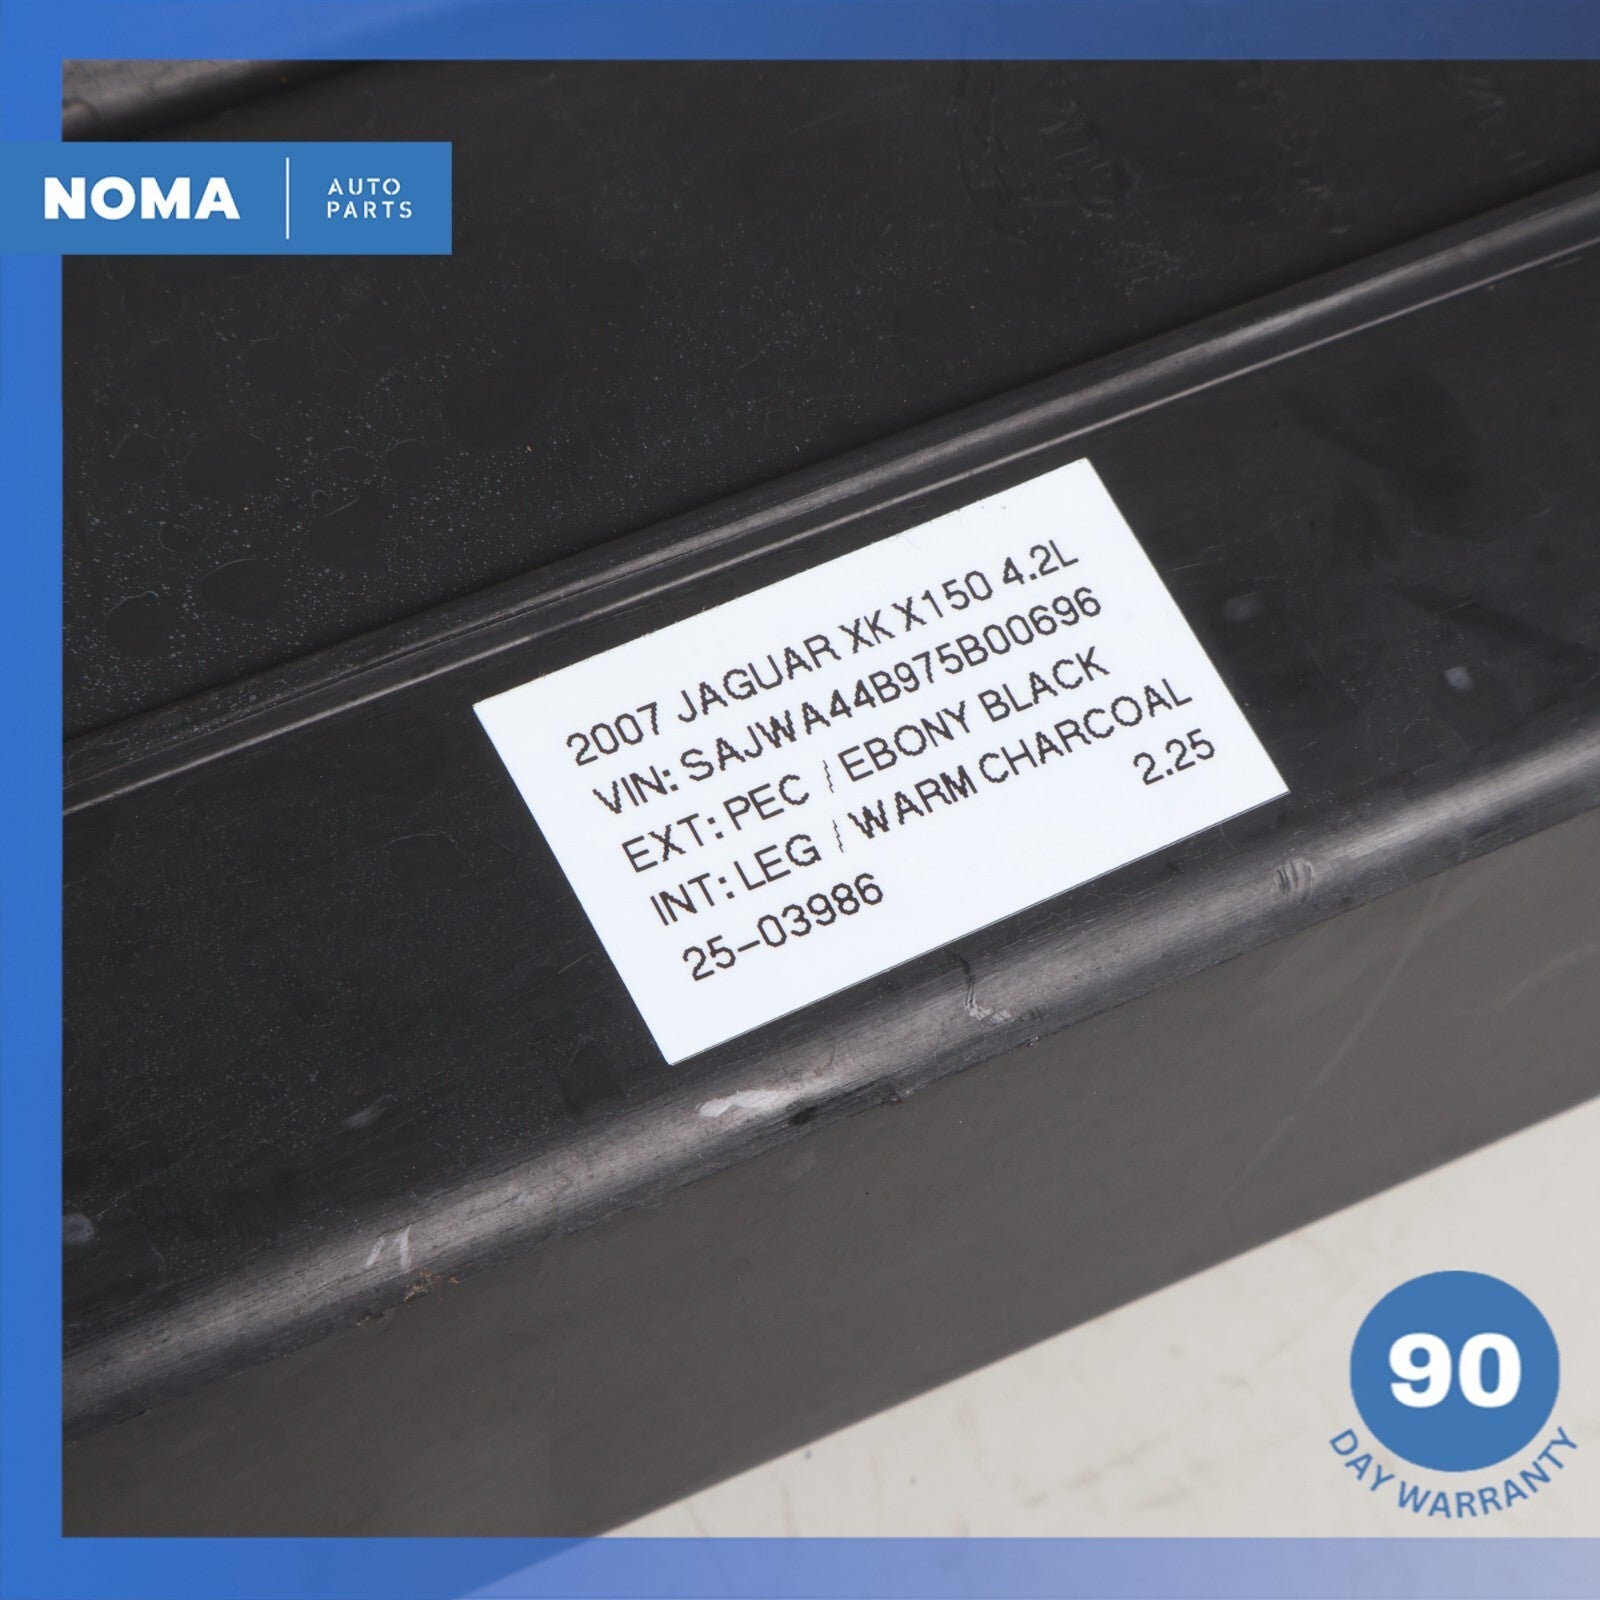 NOMA
AUTO
PARTS
2007 JAGUAR XK X150 4.2L
VIN: SAJWA44B975B00696
EXT: PEC / EBONY BLACK
INT: LEG / WARM CHARCOAL
2.25
25-03986
90
DAY WARRANTY